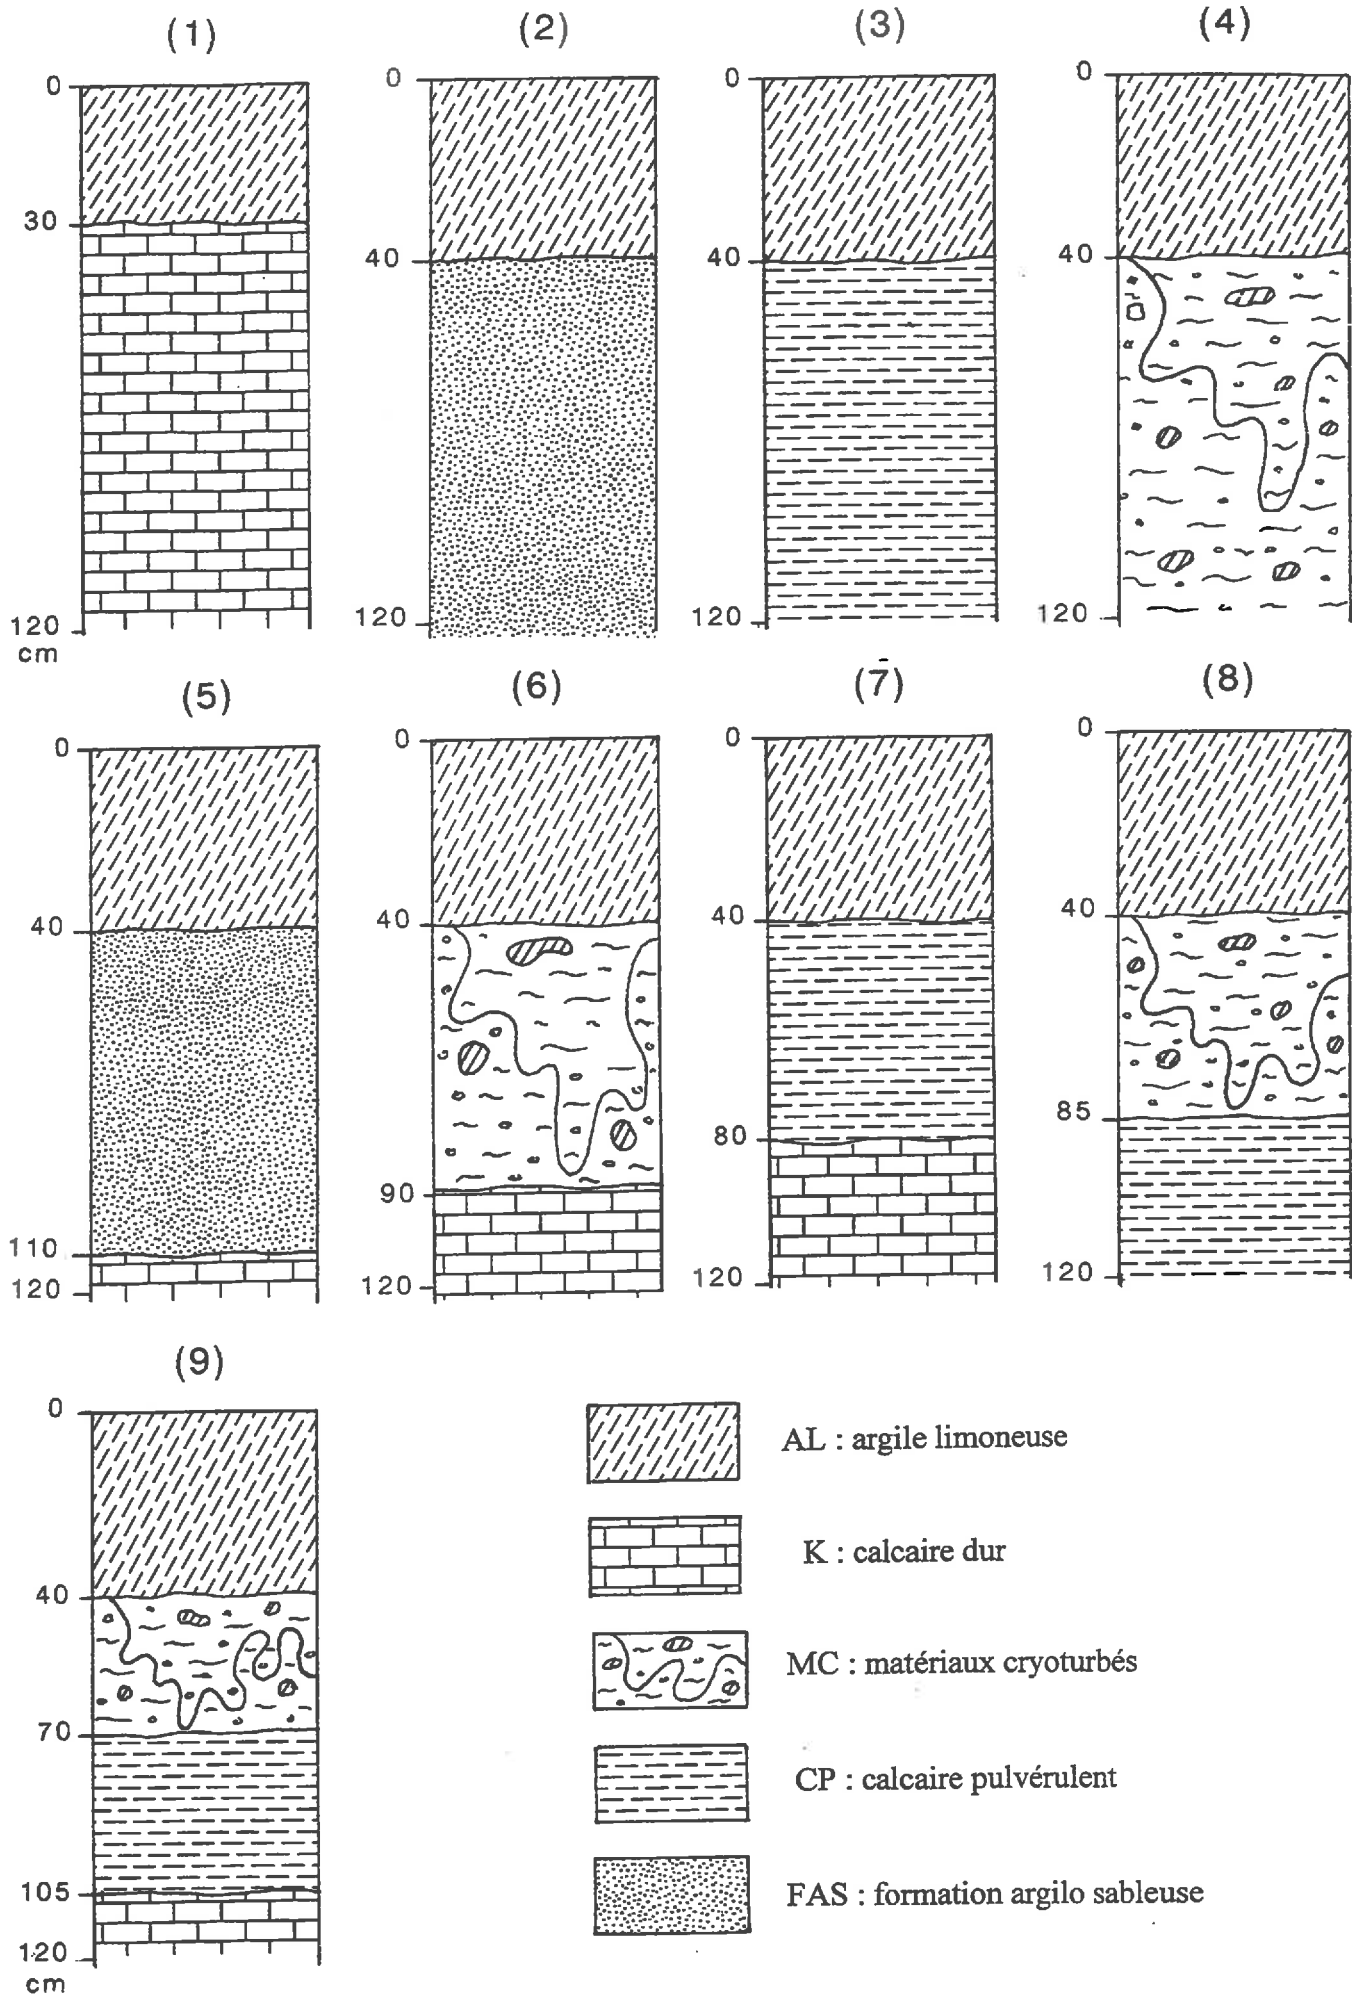 (1) (2) (3) (4)
0 0 0 0
30
40 40 40
120 120 120 120
cm
(5) (6) (7) (8)
0 0 0 0
40 40 40 40
80 85
90
110
120 120 120 120
(9)
0
AL : argile limoneuse
K : calcaire dur
40
MC : matériaux cryoturbés
70
CP : calcaire pulvérulent
105
FAS : formation argilo sableuse
120
cm